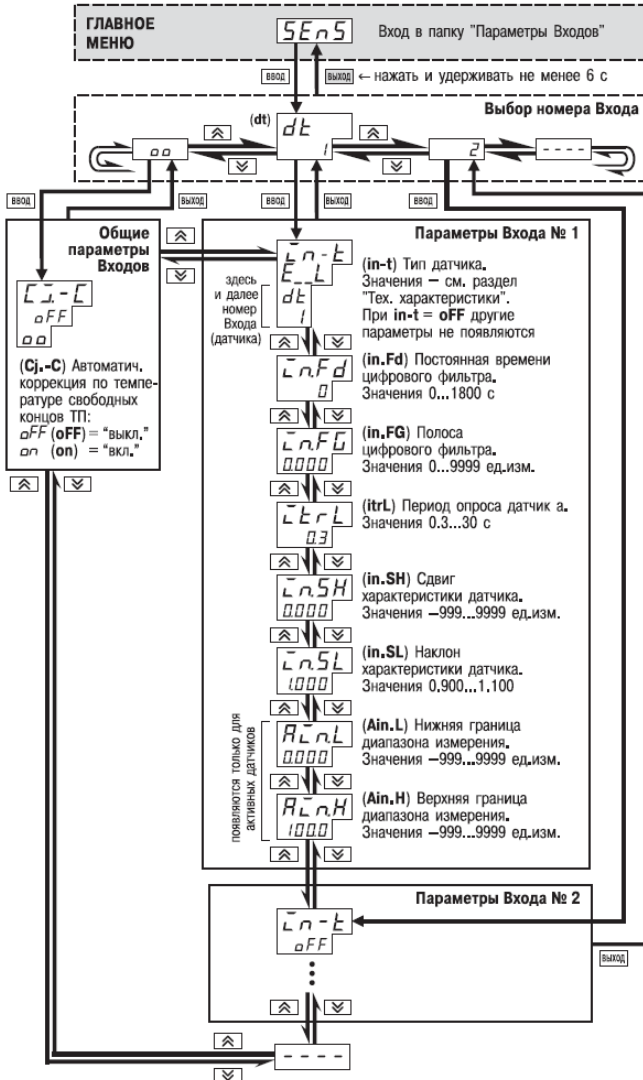 ГЛАВНОЕ
МЕНЮ
SEnS
Вход в папку "Параметры Входов"
ввод
выход
← нажать и удерживать не менее 6 с
Выбор номера Входа
(dt)
dt
1
oo
2
----
ввод
выход
ввод
выход
ввод
Общие
параметры
Входов
CJ.-C
oFF
oo
(Cj.-C) Автоматич.
коррекция по темпе-
ратуре свободных
концов ТП:
oFF (oFF) = "выкл."
on (on) = "вкл."
Параметры Входа № 1
in-t
E__L
dt
1
здесь
и далее
номер
Входа
(датчика)
(in-t) Тип датчика.
Значения – см. раздел
"Тех. характеристики".
При in-t = oFF другие
параметры не появляются
in.Fd
0
(in.Fd) Постоянная времени
цифрового фильтра.
Значения 0...1800 с
in.FG
0.000
(in.FG) Полоса
цифрового фильтра.
Значения 0...9999 ед.изм.
itrL
0.3
(itrL) Период опроса датчик а.
Значения 0.3...30 с
in.SH
0.000
(in.SH) Сдвиг
характеристики датчика.
Значения –999...9999 ед.изм.
in.SL
1.000
(in.SL) Наклон
характеристики датчика.
Значения 0,900...1,100
появляются только для
активных датчиков
Ain.L
0.000
(Ain.L) Нижняя граница
диапазона измерения.
Значения –999...9999 ед.изм.
Ain.H
100.0
(Ain.H) Верхняя граница
диапазона измерения.
Значения –999...9999 ед.изм.
Параметры Входа № 2
in-t
oFF
выход
----